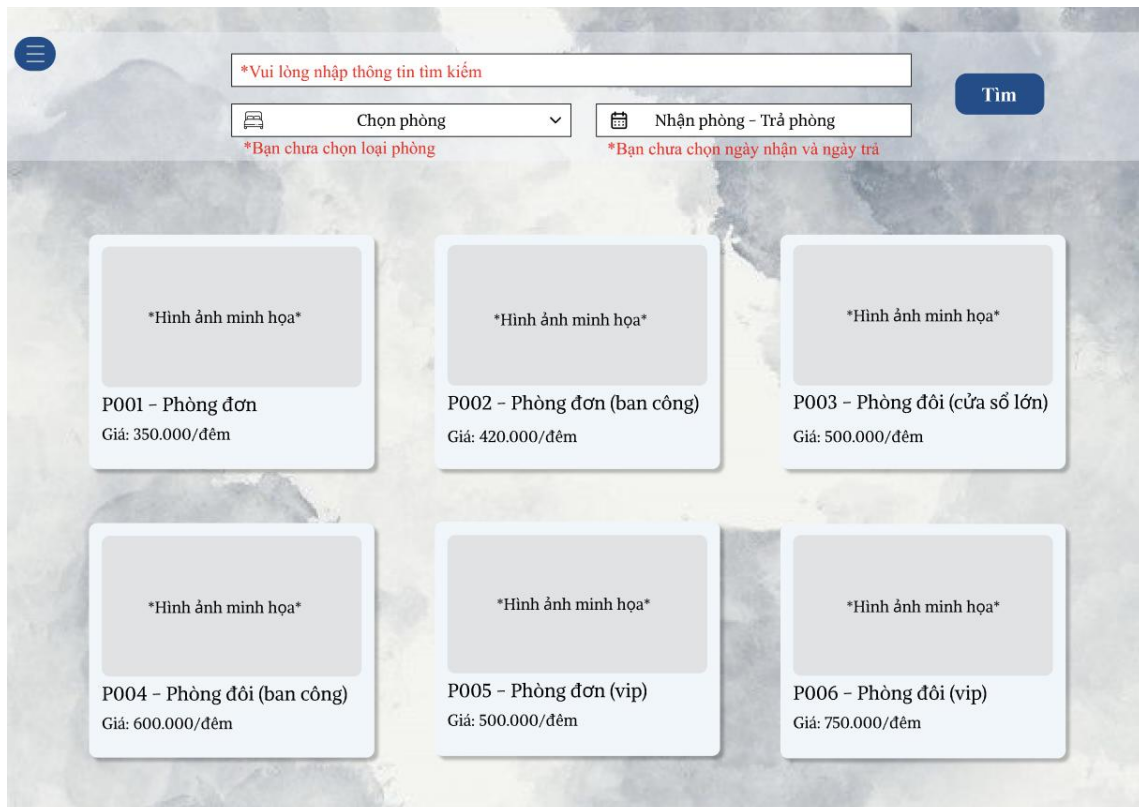 *Vui lòng nhập thông tin tìm kiếm
Tìm
Chọn phòng
Nhận phòng – Trả phòng
*Bạn chưa chọn loại phòng
*Bạn chưa chọn ngày nhận và ngày trả
*Hình ảnh minh họa*
*Hình ảnh minh họa*
*Hình ảnh minh họa*
P001 – Phòng đơn
Giá: 350.000/đêm
P002 – Phòng đơn (ban công)
Giá: 420.000/đêm
P003 – Phòng đôi (cửa sổ lớn)
Giá: 500.000/đêm
*Hình ảnh minh họa*
*Hình ảnh minh họa*
*Hình ảnh minh họa*
P004 – Phòng đôi (ban công)
Giá: 600.000/đêm
P005 – Phòng đơn (vip)
Giá: 500.000/đêm
P006 – Phòng đôi (vip)
Giá: 750.000/đêm